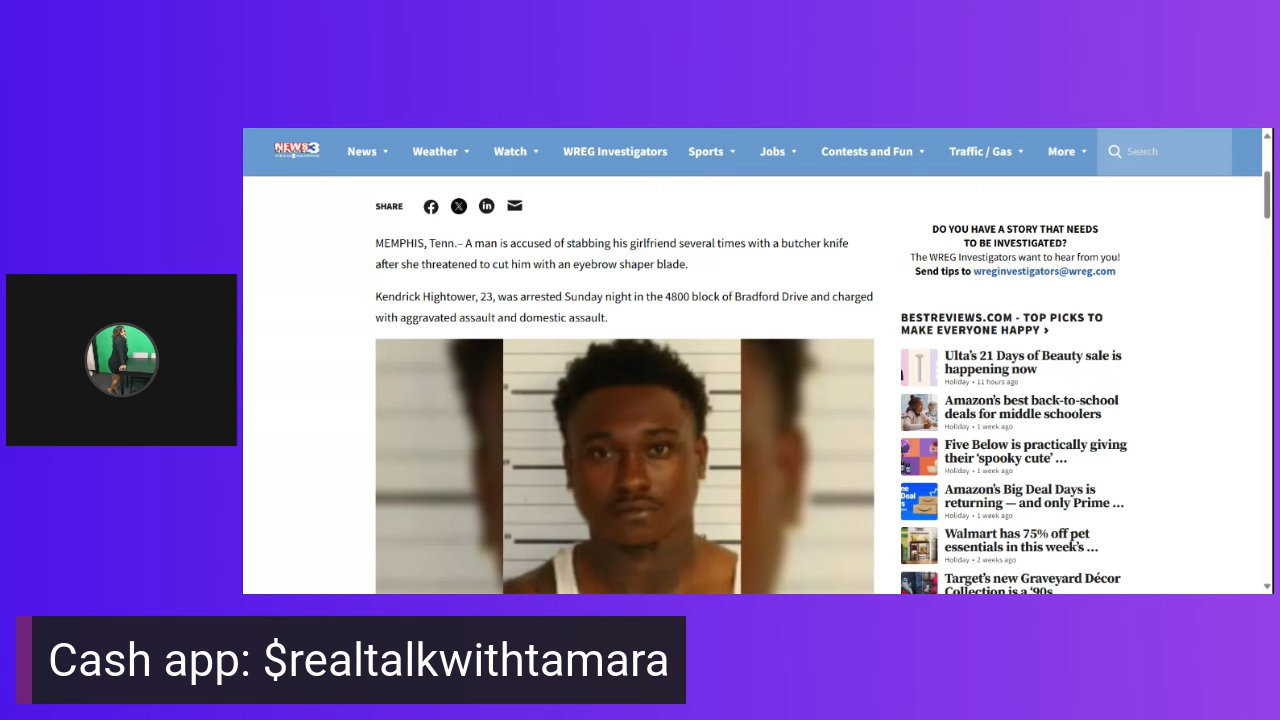 NEWS 3
News
Weather
Watch
WREG Investigators
Sports
Jobs
Contests and Fun
Traffic / Gas
More
Search
SHARE
MEMPHIS, Tenn.– A man is accused of stabbing his girlfriend several times with a butcher knife
after she threatened to cut him with an eyebrow shaper blade.
Kendrick Hightower, 23, was arrested Sunday night in the 4800 block of Bradford Drive and charged
with aggravated assault and domestic assault.
DO YOU HAVE A STORY THAT NEEDS
TO BE INVESTIGATED?
The WREG Investigators want to hear from you!
Send tips to wreginvestigators@wreg.com
BESTREVIEWS.COM - TOP PICKS TO
MAKE EVERYONE HAPPY ›
Ulta's 21 Days of Beauty sale is
happening now
Holiday • 11 hours ago
Amazon's best back-to-school
deals for middle schoolers
Holiday • 1 week ago
Five Below is practically giving
their 'spooky cute' ...
Holiday • 1 week ago
Amazon's Big Deal Days is
returning — and only Prime ...
Holiday • 1 week ago
Walmart has 75% off pet
essentials in this week's ...
Holiday • 2 weeks ago
Target's new Graveyard Décor
Collection is a '90s
Cash app: $realtalkwithtamara